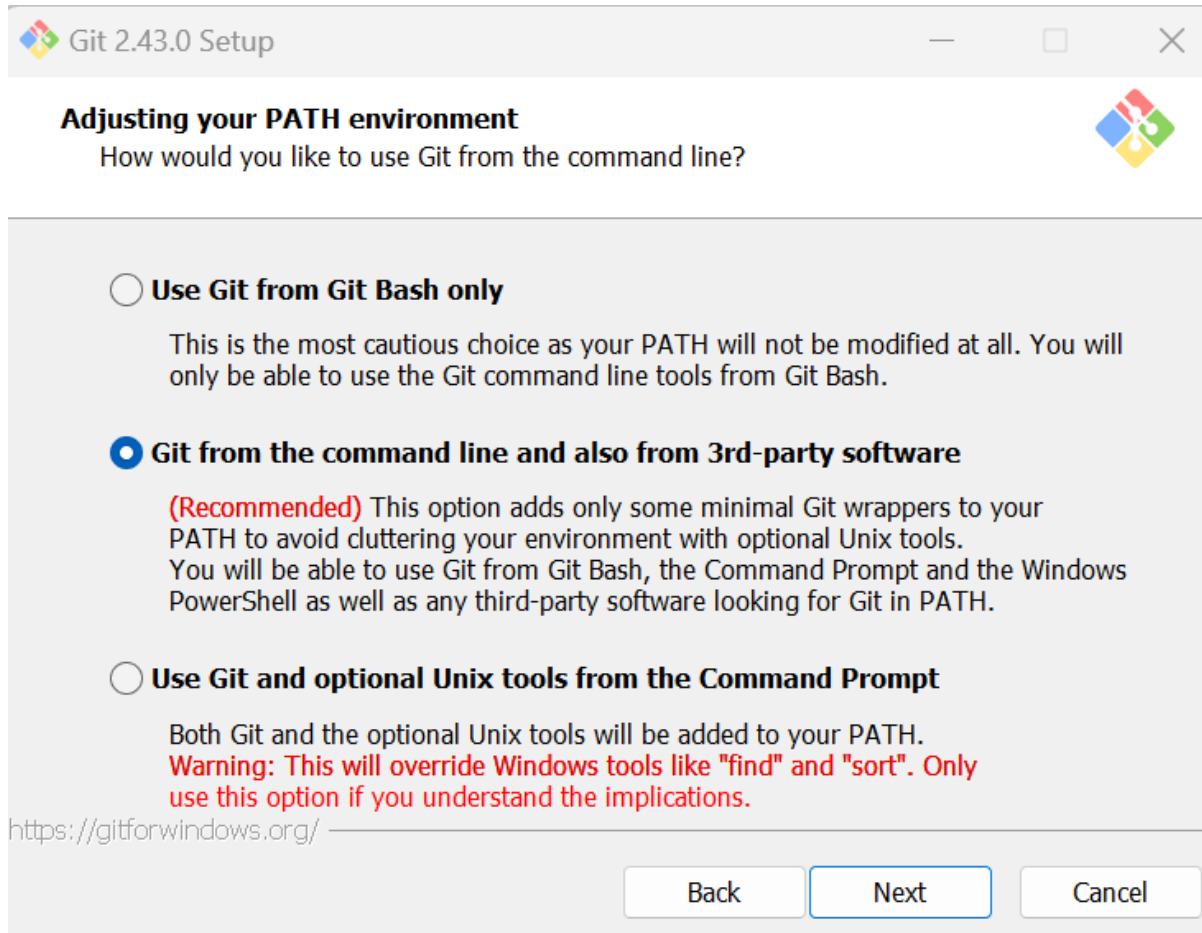 Git 2.43.0 Setup
Adjusting your PATH environment
How would you like to use Git from the command line?
Use Git from Git Bash only
This is the most cautious choice as your PATH will not be modified at all. You will
only be able to use the Git command line tools from Git Bash.
Git from the command line and also from 3rd-party software
(Recommended) This option adds only some minimal Git wrappers to your
PATH to avoid cluttering your environment with optional Unix tools.
You will be able to use Git from Git Bash, the Command Prompt and the Windows
PowerShell as well as any third-party software looking for Git in PATH.
Use Git and optional Unix tools from the Command Prompt
Both Git and the optional Unix tools will be added to your PATH.
Warning: This will override Windows tools like "find" and "sort". Only
use this option if you understand the implications.
https://gitforwindows.org/
Back Next Cancel